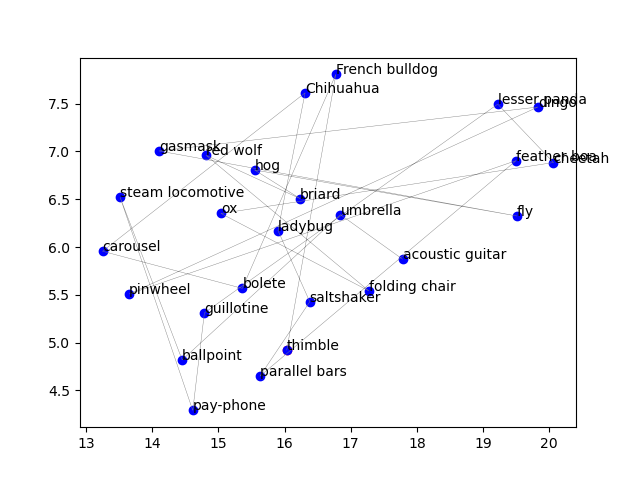 French bulldog
Chihuahua
lesser panda
dingo
7.5
gasmask
red wolf
7.0
feather boa
cheetah
hog
steam locomotive
briard
6.5
ox
umbrella
fly
ladybug
carousel
6.0
acoustic guitar
pinwheel
bolete
folding chair
5.5
saltshaker
guillotine
5.0
thimble
ballpoint
parallel bars
4.5
pay-phone
13 14 15 16 17 18 19 20